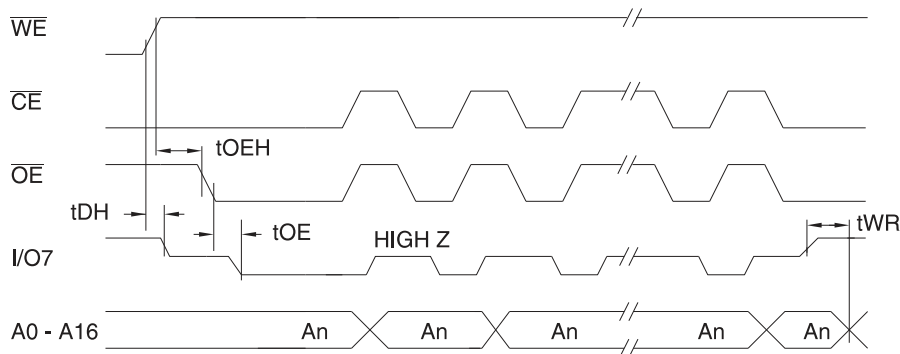 WE
CE
tOEH
OE
tDH
tOE
tWR
HIGH Z
I/O7
A0 - A16
An
An
An
An
An